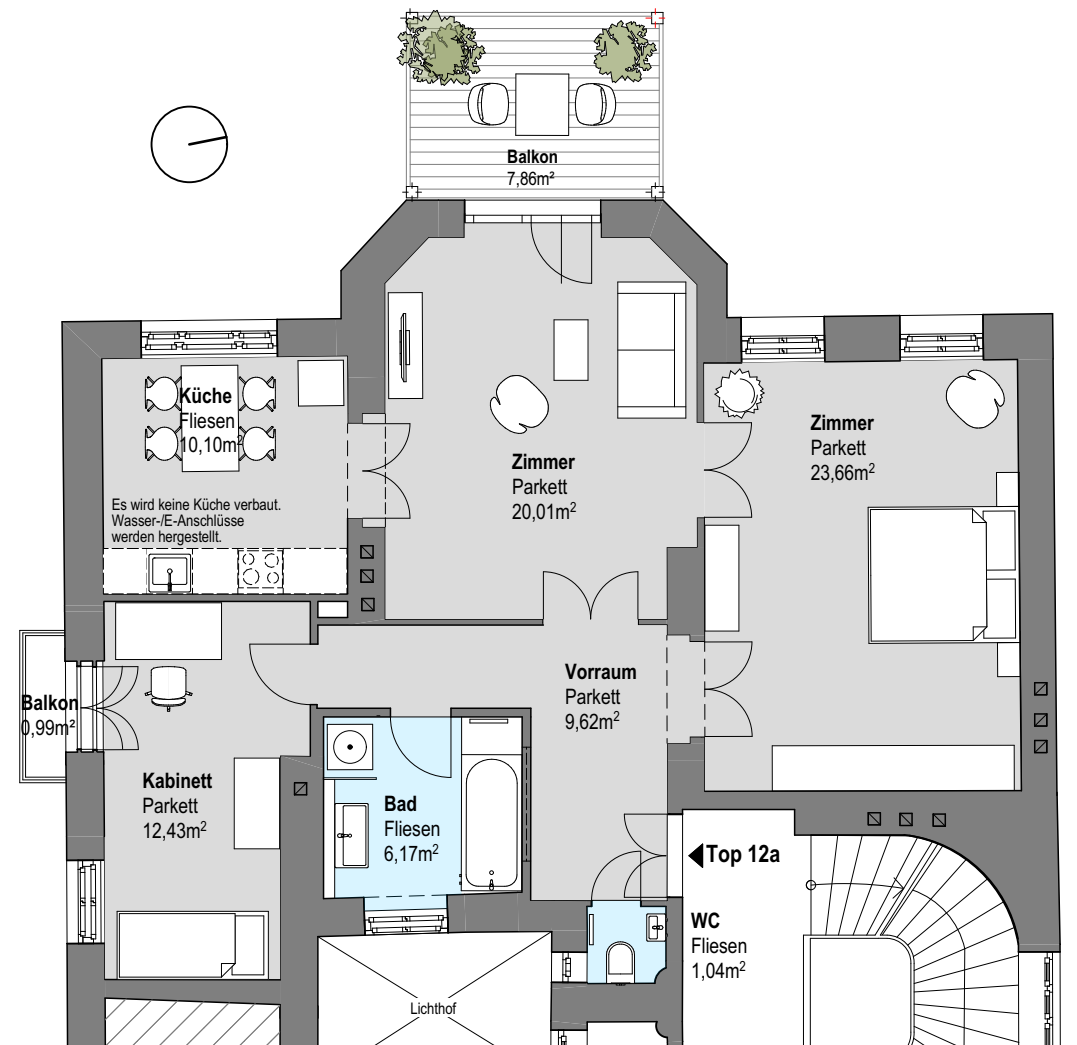 Balkon
7,86m²
Küche
Fliesen
10,10m²
Es wird keine Küche verbaut.
Wasser-/E-Anschlüsse
werden hergestellt.
Zimmer
Parkett
20,01m²
Zimmer
Parkett
23,66m²
Balkon
0,99m²
Vorraum
Parkett
9,62m²
Kabinett
Parkett
12,43m²
Bad
Fliesen
6,17m²
Top 12a
WC
Fliesen
1,04m²
Lichthof